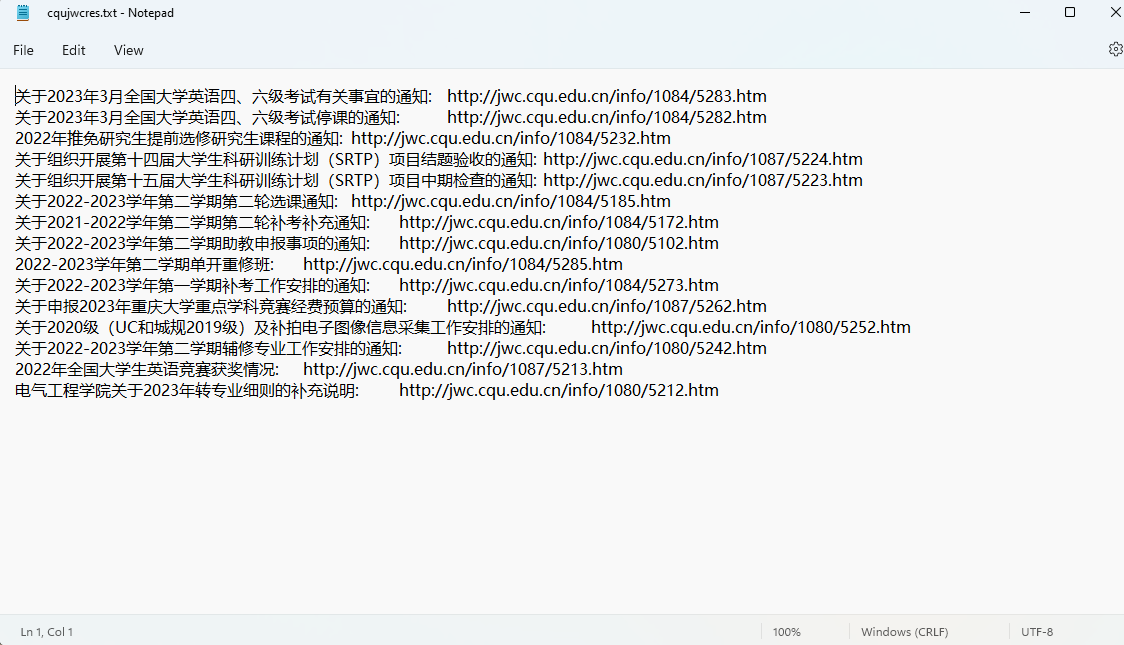 cqujwcres.txt - Notepad
File Edit View
关于2023年3月全国大学英语四、六级考试有关事宜的通知: http://jwc.cqu.edu.cn/info/1084/5283.htm
关于2023年3月全国大学英语四、六级考试停课的通知: http://jwc.cqu.edu.cn/info/1084/5282.htm
2022年推免研究生提前选修研究生课程的通知: http://jwc.cqu.edu.cn/info/1084/5232.htm
关于组织开展第十四届大学生科研训练计划（SRTP）项目结题验收的通知: http://jwc.cqu.edu.cn/info/1087/5224.htm
关于组织开展第十五届大学生科研训练计划（SRTP）项目中期检查的通知: http://jwc.cqu.edu.cn/info/1087/5223.htm
关于2022-2023学年第二学期第二轮选课通知: http://jwc.cqu.edu.cn/info/1084/5185.htm
关于2021-2022学年第二学期第二轮补考补充通知: http://jwc.cqu.edu.cn/info/1084/5172.htm
关于2022-2023学年第二学期助教申报事项的通知: http://jwc.cqu.edu.cn/info/1080/5102.htm
2022-2023学年第二学期单开重修班: http://jwc.cqu.edu.cn/info/1084/5285.htm
关于2022-2023学年第一学期补考工作安排的通知: http://jwc.cqu.edu.cn/info/1084/5273.htm
关于申报2023年重庆大学重点学科竞赛经费预算的通知: http://jwc.cqu.edu.cn/info/1087/5262.htm
关于2020级（UC和城规2019级）及补拍电子图像信息采集工作安排的通知: http://jwc.cqu.edu.cn/info/1080/5252.htm
关于2022-2023学年第二学期辅修专业工作安排的通知: http://jwc.cqu.edu.cn/info/1080/5242.htm
2022年全国大学生英语竞赛获奖情况: http://jwc.cqu.edu.cn/info/1087/5213.htm
电气工程学院关于2023年转专业细则的补充说明: http://jwc.cqu.edu.cn/info/1080/5212.htm
Ln 1, Col 1 100% Windows (CRLF) UTF-8